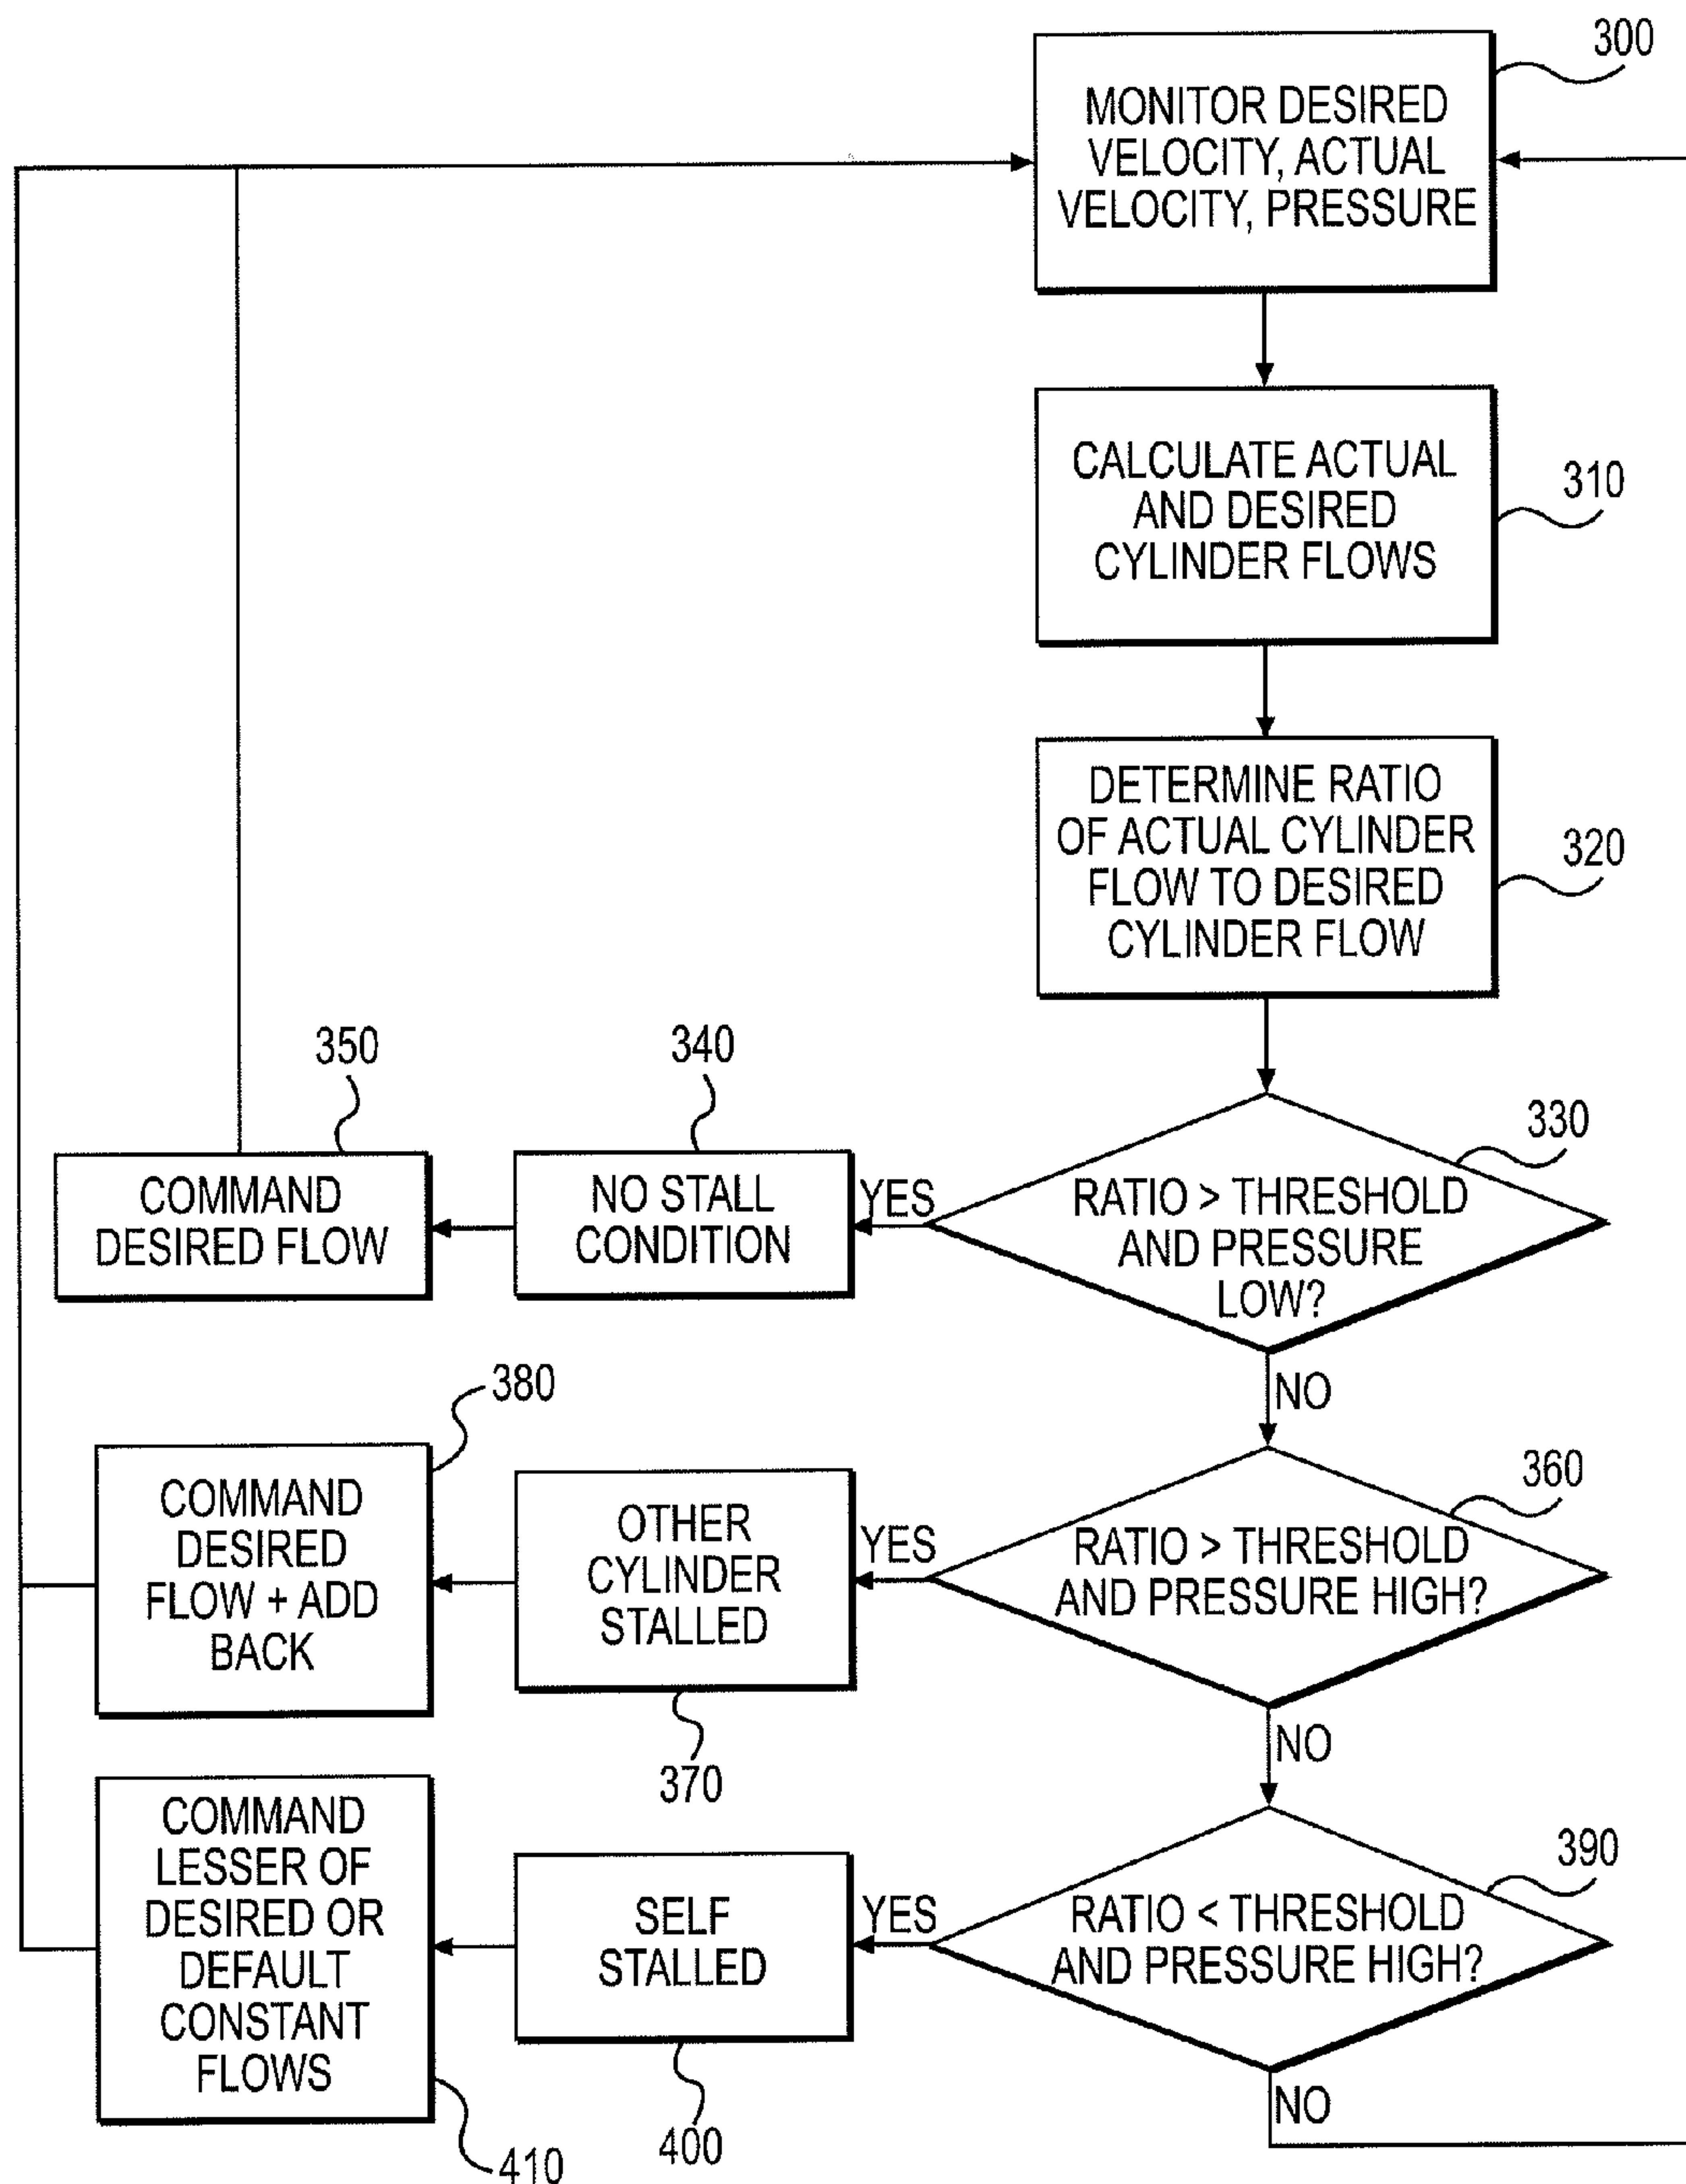 300
MONITOR DESIRED
VELOCITY, ACTUAL
VELOCITY, PRESSURE
CALCULATE ACTUAL
AND DESIRED
CYLINDER FLOWS
310
DETERMINE RATIO
OF ACTUAL CYLINDER
FLOW TO DESIRED
CYLINDER FLOW
320
330
RATIO > THRESHOLD
AND PRESSURE
LOW?
YES
340
NO STALL
CONDITION
350
COMMAND
DESIRED FLOW
NO
360
RATIO > THRESHOLD
AND PRESSURE HIGH?
YES
OTHER
CYLINDER
STALLED
370
380
COMMAND
DESIRED
FLOW + ADD
BACK
NO
390
RATIO < THRESHOLD
AND PRESSURE HIGH?
YES
SELF
STALLED
400
COMMAND
LESSER OF
DESIRED OR
DEFAULT
CONSTANT
FLOWS
410
NO